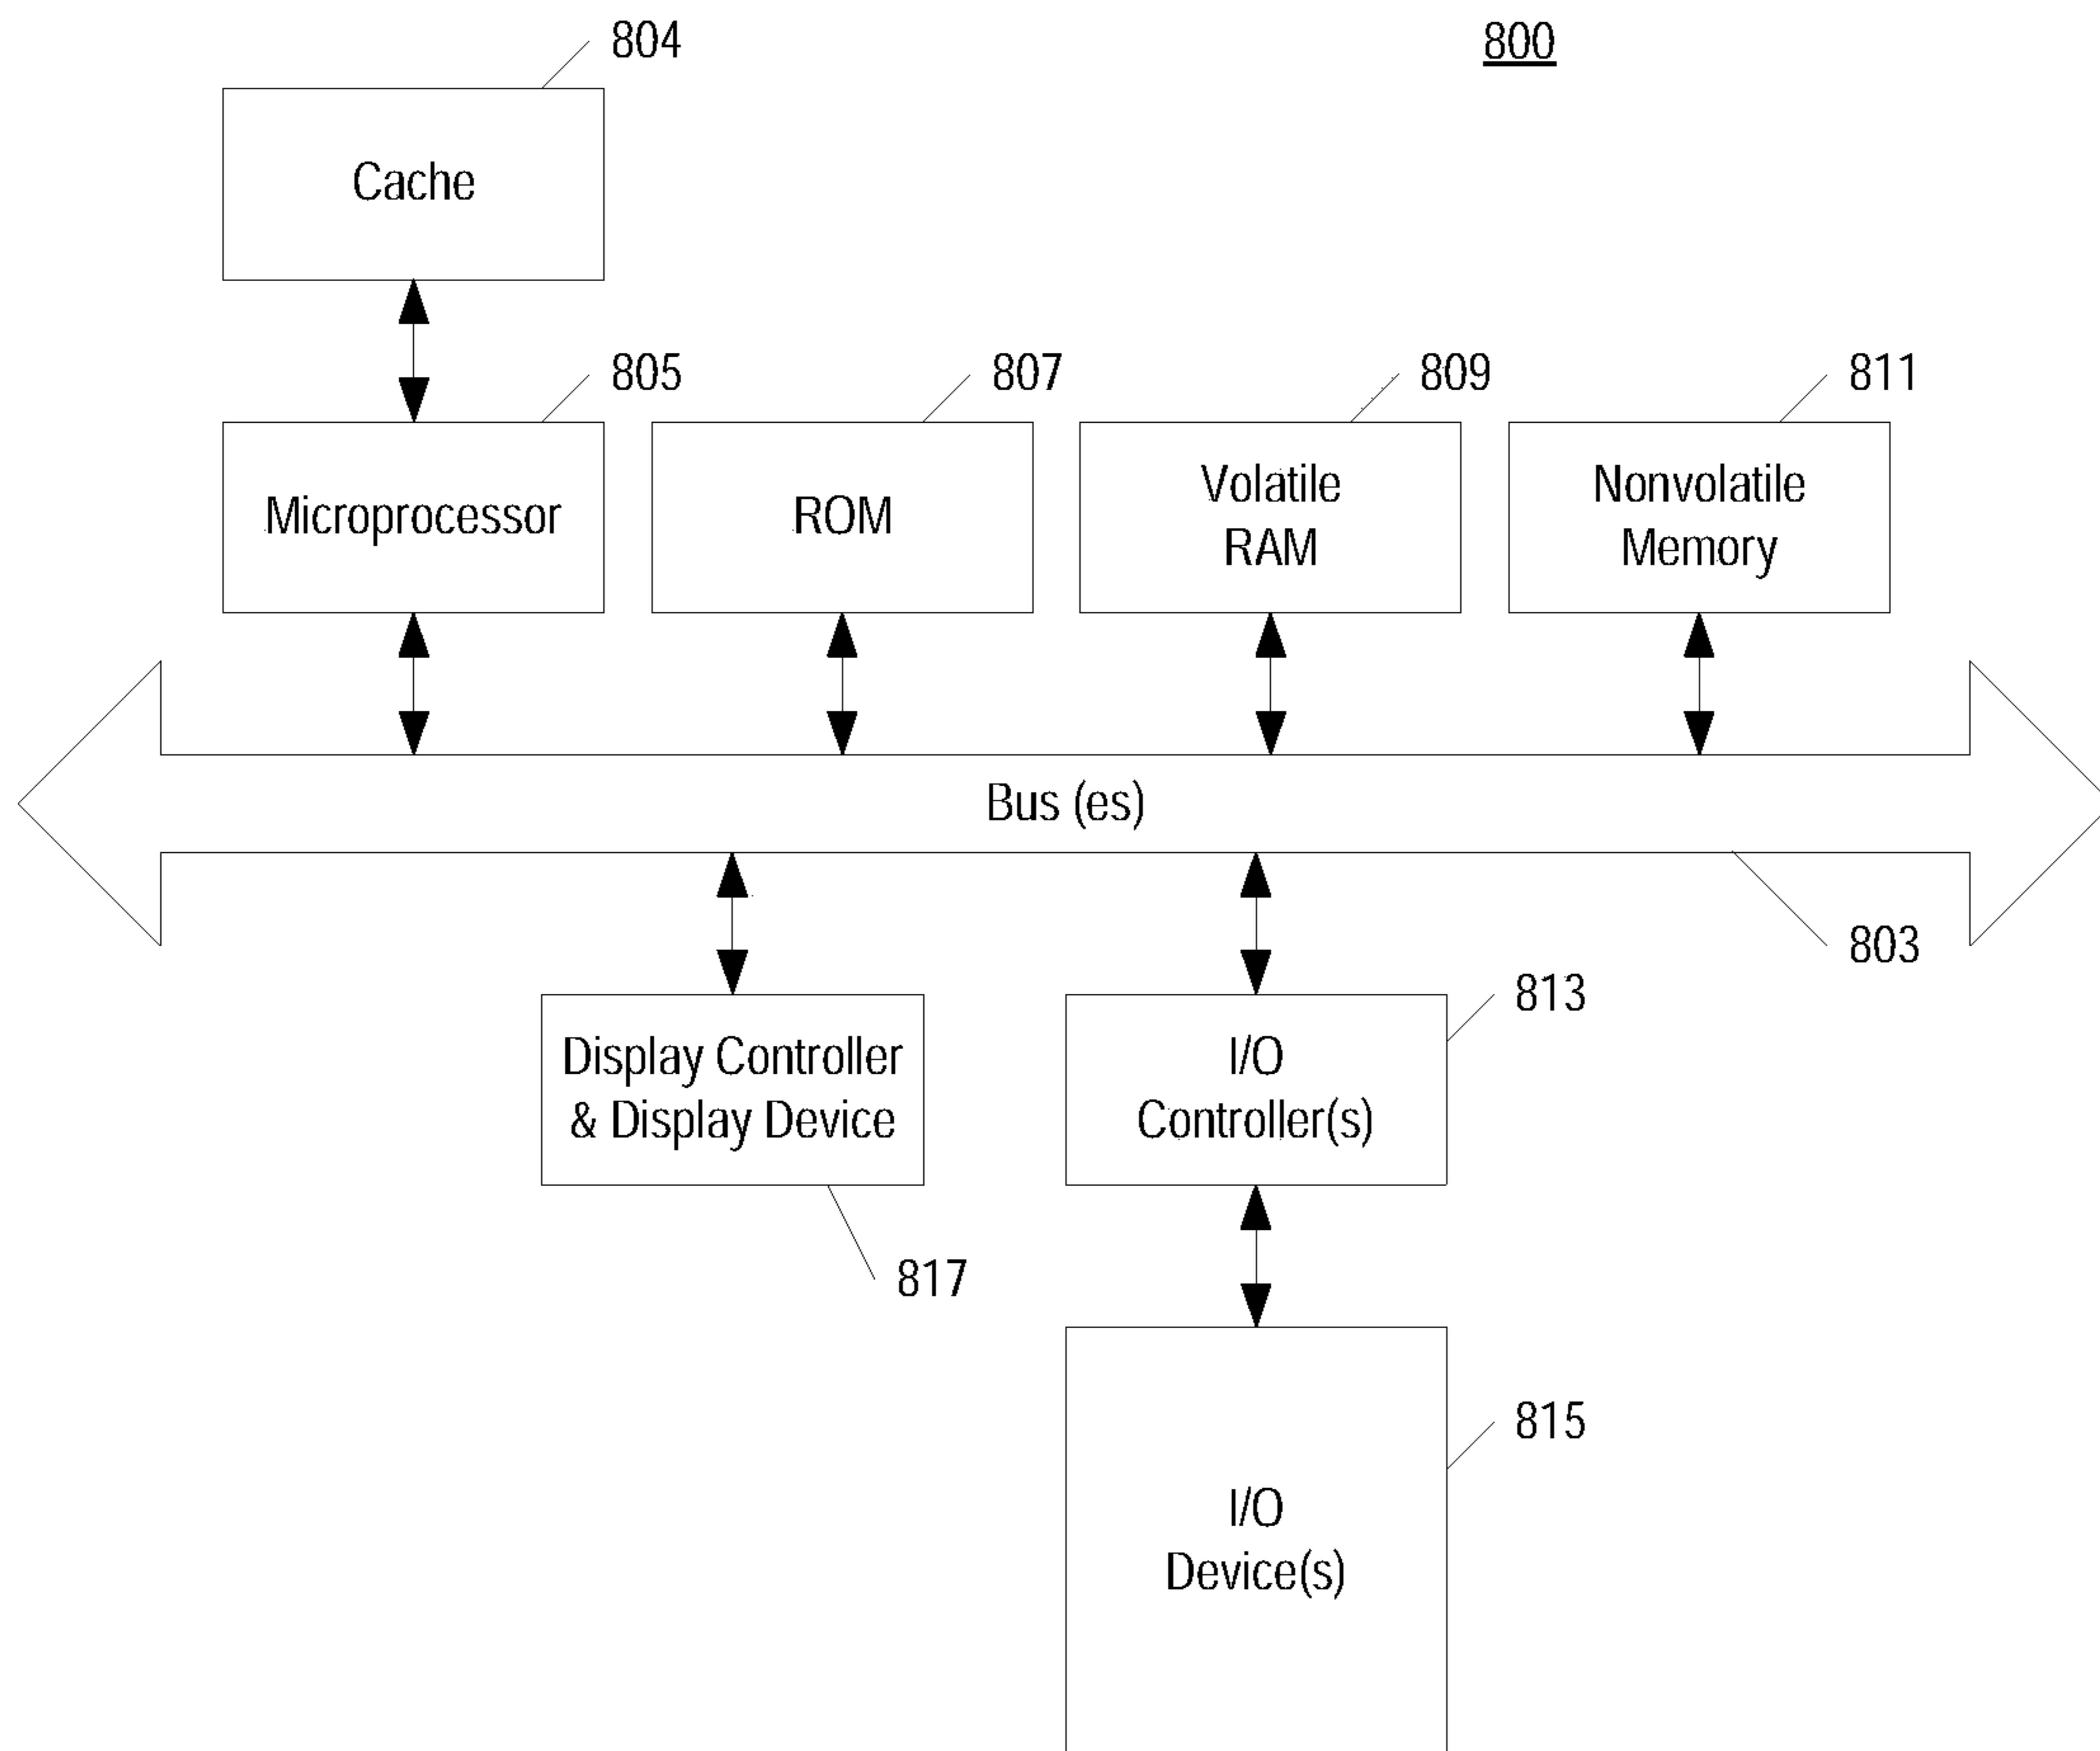 804
800
Cache
805
807
809
811
Microprocessor
ROM
Volatile
RAM
Nonvolatile
Memory
Bus (es)
803
813
Display Controller
& Display Device
I/O
Controller(s)
817
815
I/O
Device(s)